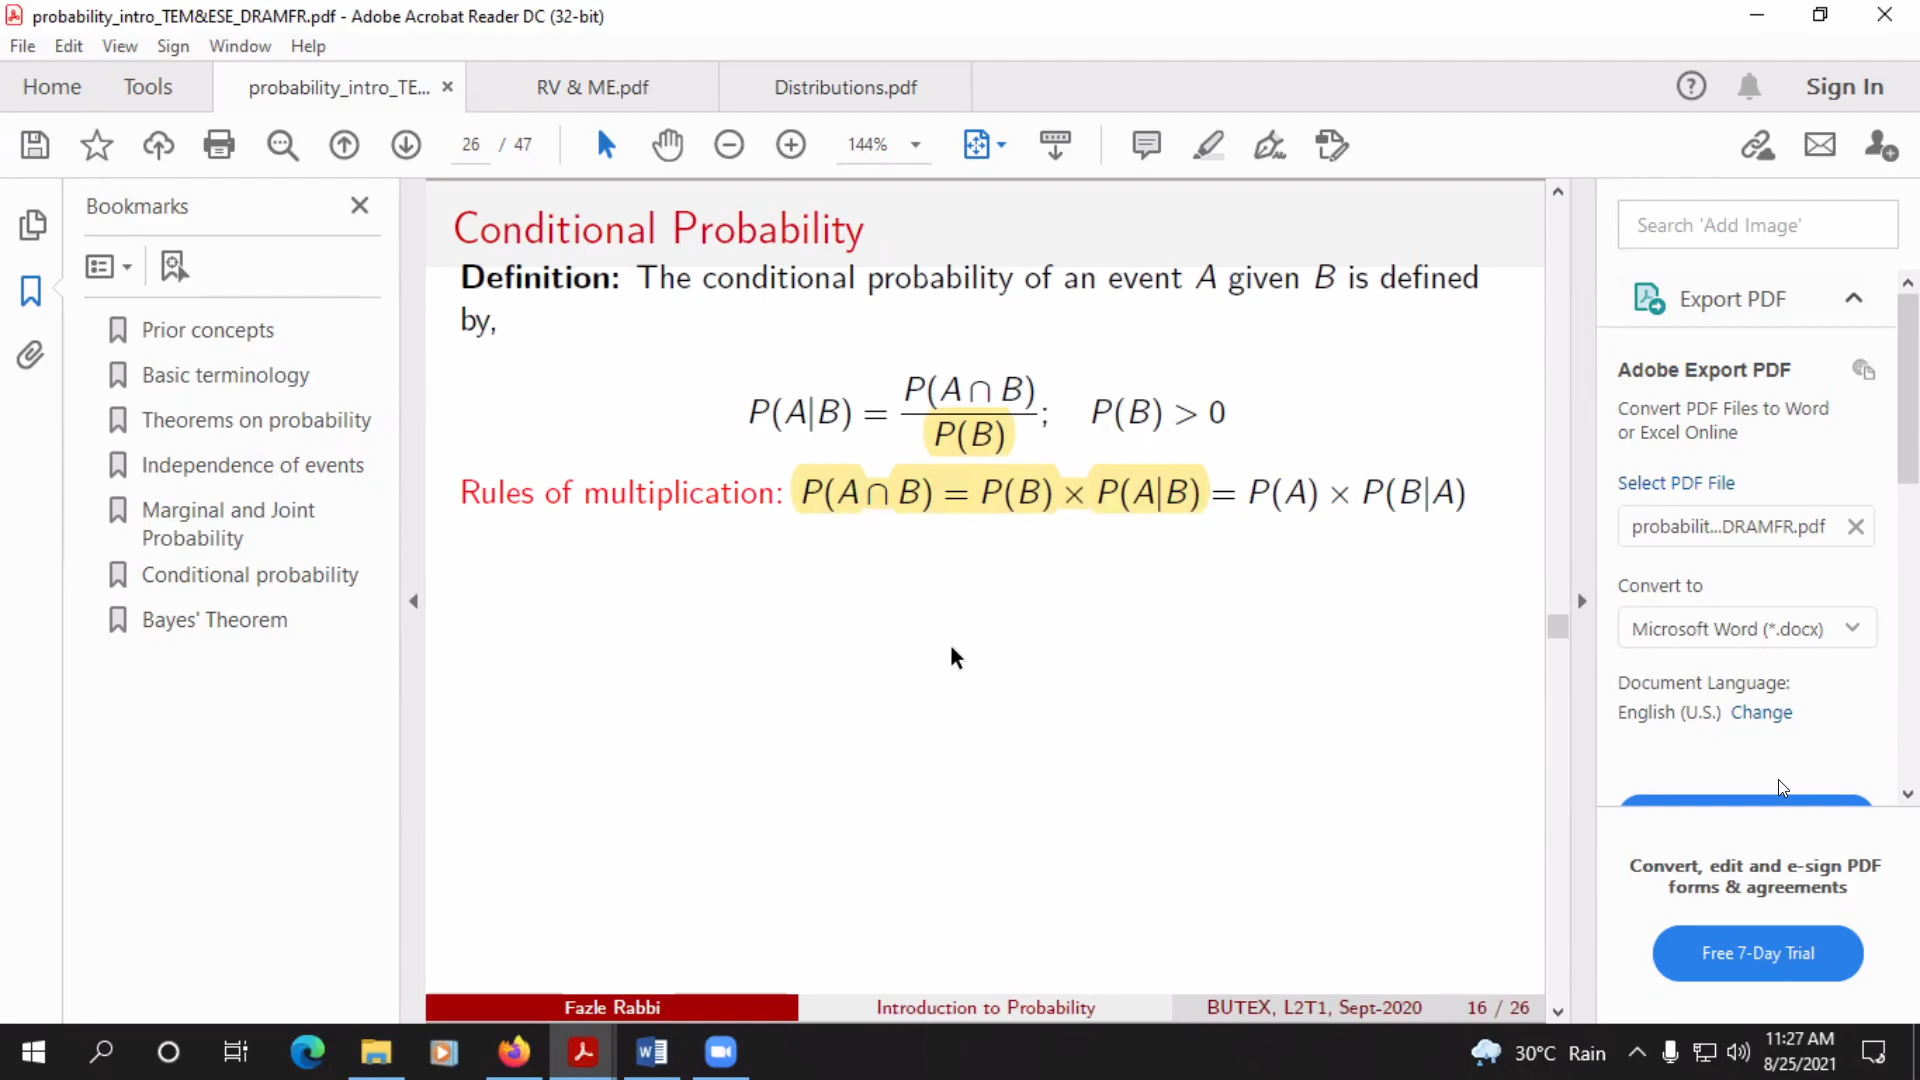 probability_intro_TEM&ESE_DRAMFR.pdf - Adobe Acrobat Reader DC (32-bit)
File Edit View Sign Window Help
Home Tools probability_intro_TE... RV & ME.pdf Distributions.pdf Sign In
26 / 47 144%
Bookmarks
Prior concepts
Basic terminology
Theorems on probability
Independence of events
Marginal and Joint
Probability
Conditional probability
Bayes' Theorem
Conditional Probability
Definition: The conditional probability of an event A given B is defined
by,
P(A|B) = P(A ∩ B) / P(B) ; P(B) > 0
Rules of multiplication: P(A ∩ B) = P(B) × P(A|B) = P(A) × P(B|A)
Fazle Rabbi Introduction to Probability BUTEX, L2T1, Sept-2020 16 / 26
Search 'Add Image'
Export PDF
Adobe Export PDF
Convert PDF Files to Word
or Excel Online
Select PDF File
probabilit...DRAMFR.pdf
Convert to
Microsoft Word (*.docx)
Document Language:
English (U.S.) Change
Convert, edit and e-sign PDF
forms & agreements
Free 7-Day Trial
30°C Rain
11:27 AM
8/25/2021